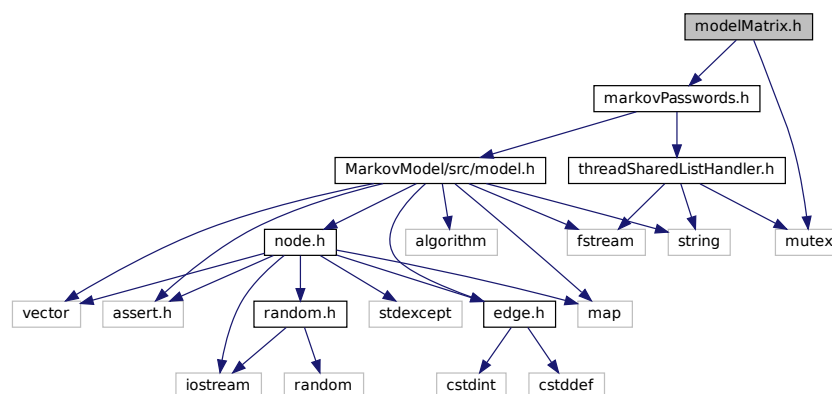 modelMatrix.h
markovPasswords.h
MarkovModel/src/model.h
threadSharedListHandler.h
node.h
algorithm
fstream
string
mutex
vector
assert.h
random.h
stdexcept
edge.h
map
iostream
random
cstdint
cstddef